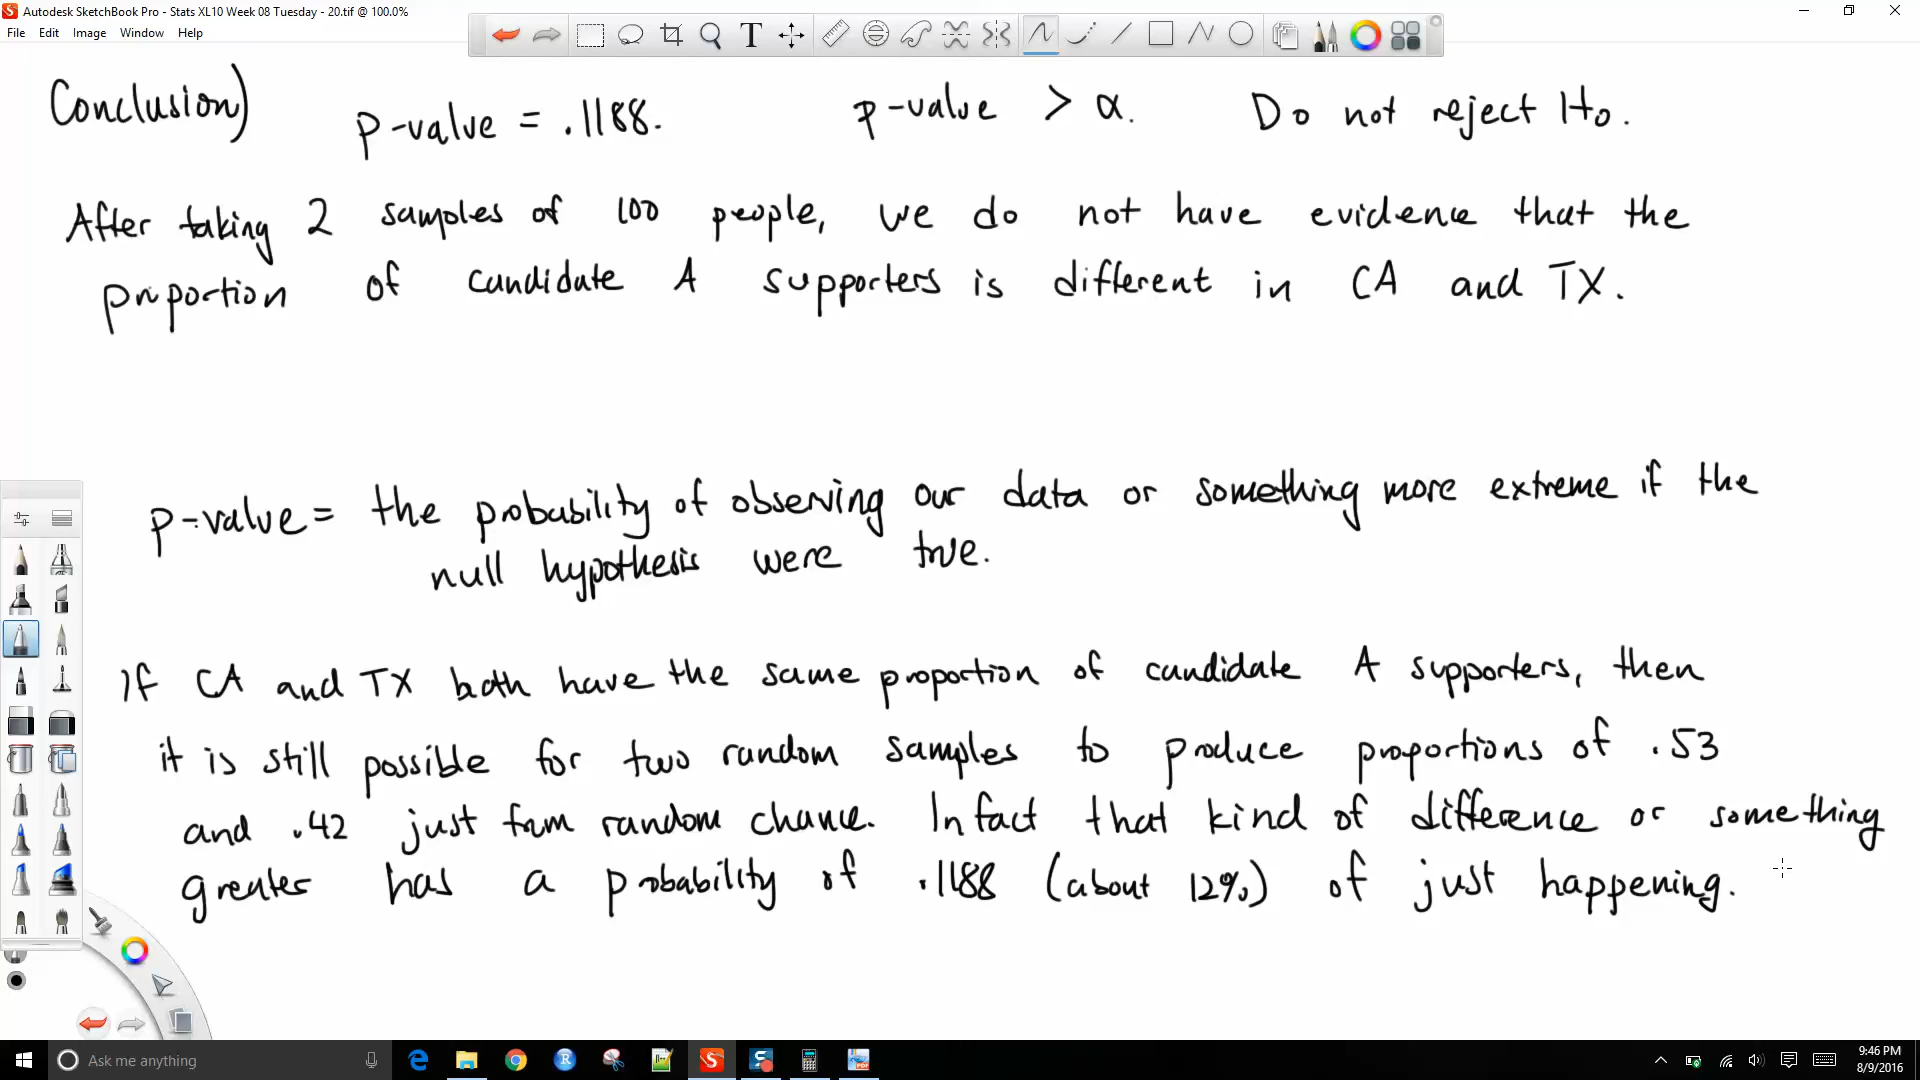 Autodesk SketchBook Pro - Stats XL10 Week 08 Tuesday - 20.tif @ 100.0%
File Edit Image Window Help
Conclusion) p-value = .1188. p-value > α. Do not reject H₀.
After taking 2 samples of 100 people, we do not have evidence that the
proportion of candidate A supporters is different in CA and TX.
p-value = the probability of observing our data or something more extreme if the
null hypothesis were true.
If CA and TX both have the same proportion of candidate A supporters, then
it is still possible for two random samples to produce proportions of .53
and .42 just from random chance. In fact that kind of difference or something
greater has a probability of .1188 (about 12%) of just happening.
Ask me anything
9:46 PM
8/9/2016